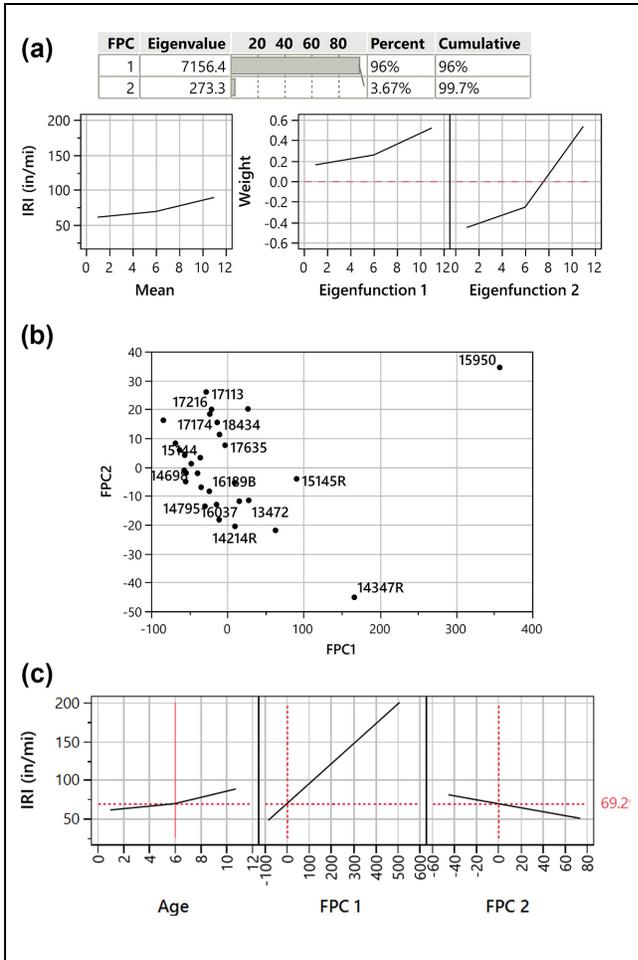 (a)
FPC Eigenvalue 20 40 60 80 Percent Cumulative
1 7156.4 96% 96%
2 273.3 3.67% 99.7%
200
150
100
50
IRI (in/mi)
0 2 4 6 8 10 12
Mean
0.6
0.4
0.2
0.0
-0.2
-0.4
-0.6
Weight
0 2 4 6 8 10 12
Eigenfunction 1
0 2 4 6 8 10 12
Eigenfunction 2
(b)
40
30
20
10
0
-10
-20
-30
-40
-50
FPC2
15950
17216 17113
17174 18434
17635
15144
14698 16189B 15145R
14795 16037 13472
14214R
14347R
-100 0 100 200 300 400
FPC1
(c)
200
150
100
50
IRI (in/mi)
69.2
0 2 4 6 8 10 12
Age
-100 0 100 200 300 400 500 600
FPC 1
-60 -40 -20 0 20 40 60 80
FPC 2